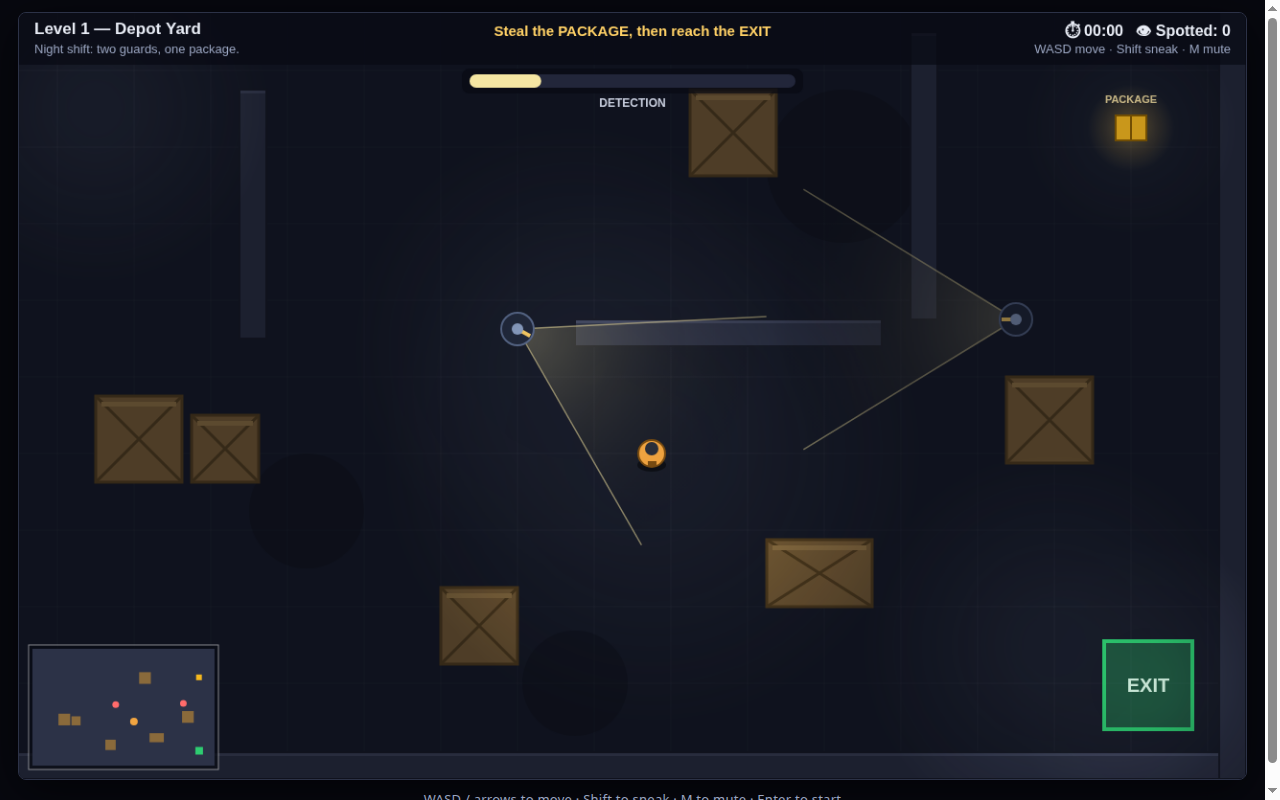 Level 1 — Depot Yard
Night shift: two guards, one package.
Steal the PACKAGE, then reach the EXIT
⏱ 00:00 👁 Spotted: 0
WASD move · Shift sneak · M mute
DETECTION
PACKAGE
EXIT
WASD / arrows to move · Shift to sneak · M to mute · Enter to start